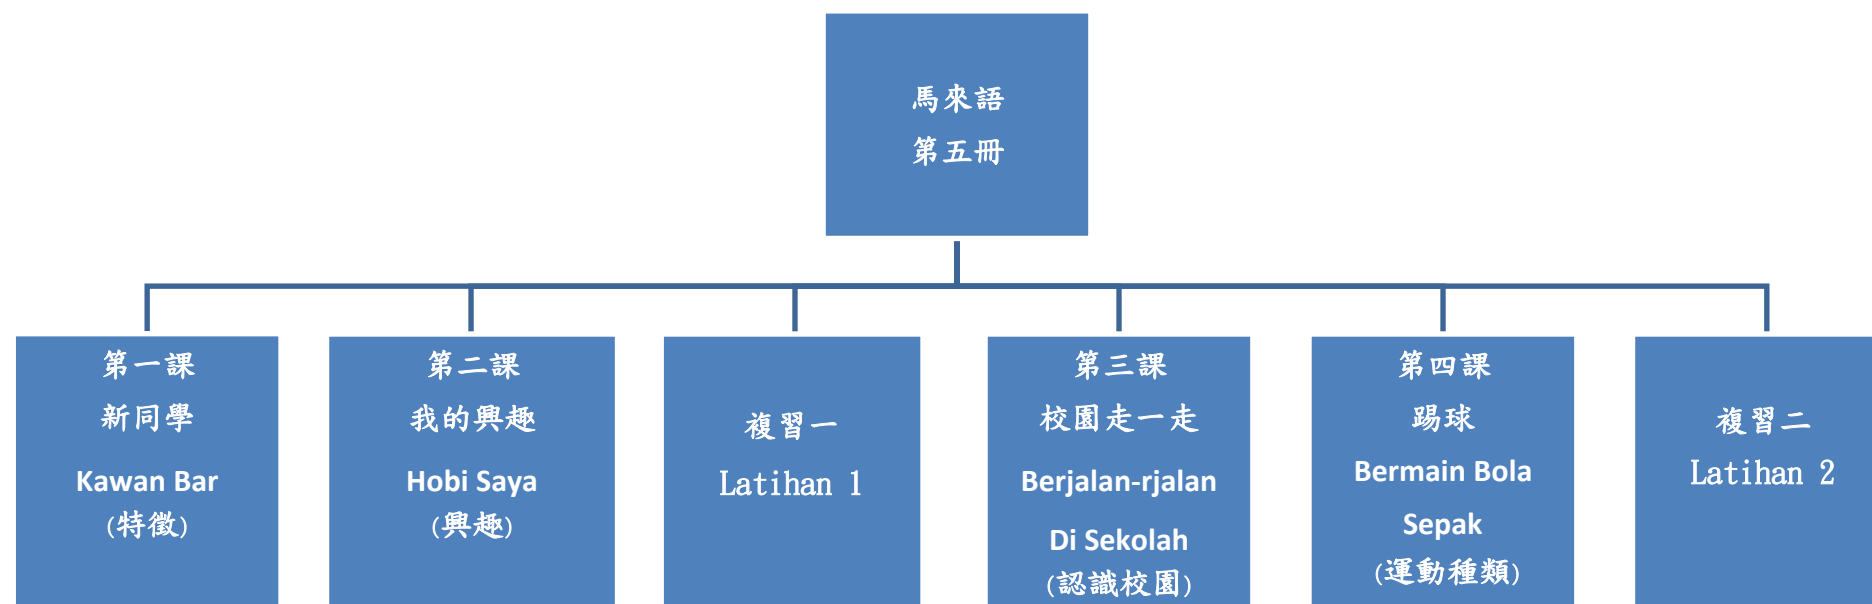 馬來語
第五冊
第一課
新同學
Kawan Bar
(特徵)
第二課
我的興趣
Hobi Saya
(興趣)
複習一
Latihan 1
第三課
校園走一走
Berjalan-rjalan
Di Sekolah
(認識校園)
第四課
踢球
Bermain Bola
Sepak
(運動種類)
複習二
Latihan 2